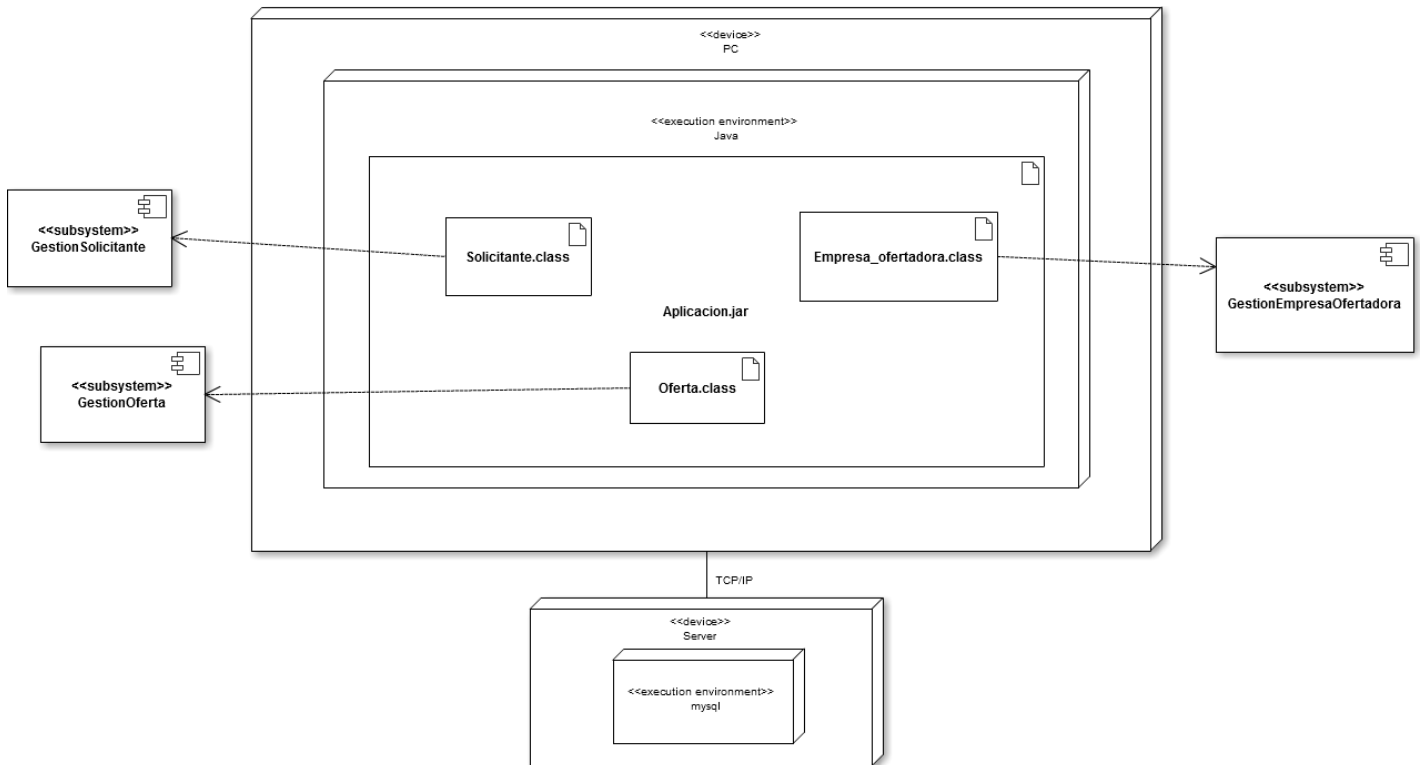 <<device>>
PC
<<execution environment>>
Java
<<subsystem>>
GestionSolicitante
Solicitante.class
Empresa_ofertadora.class
<<subsystem>>
GestionEmpresaOfertadora
Aplicacion.jar
<<subsystem>>
GestionOferta
Oferta.class
TCP/IP
<<device>>
Server
<<execution environment>>
mysql